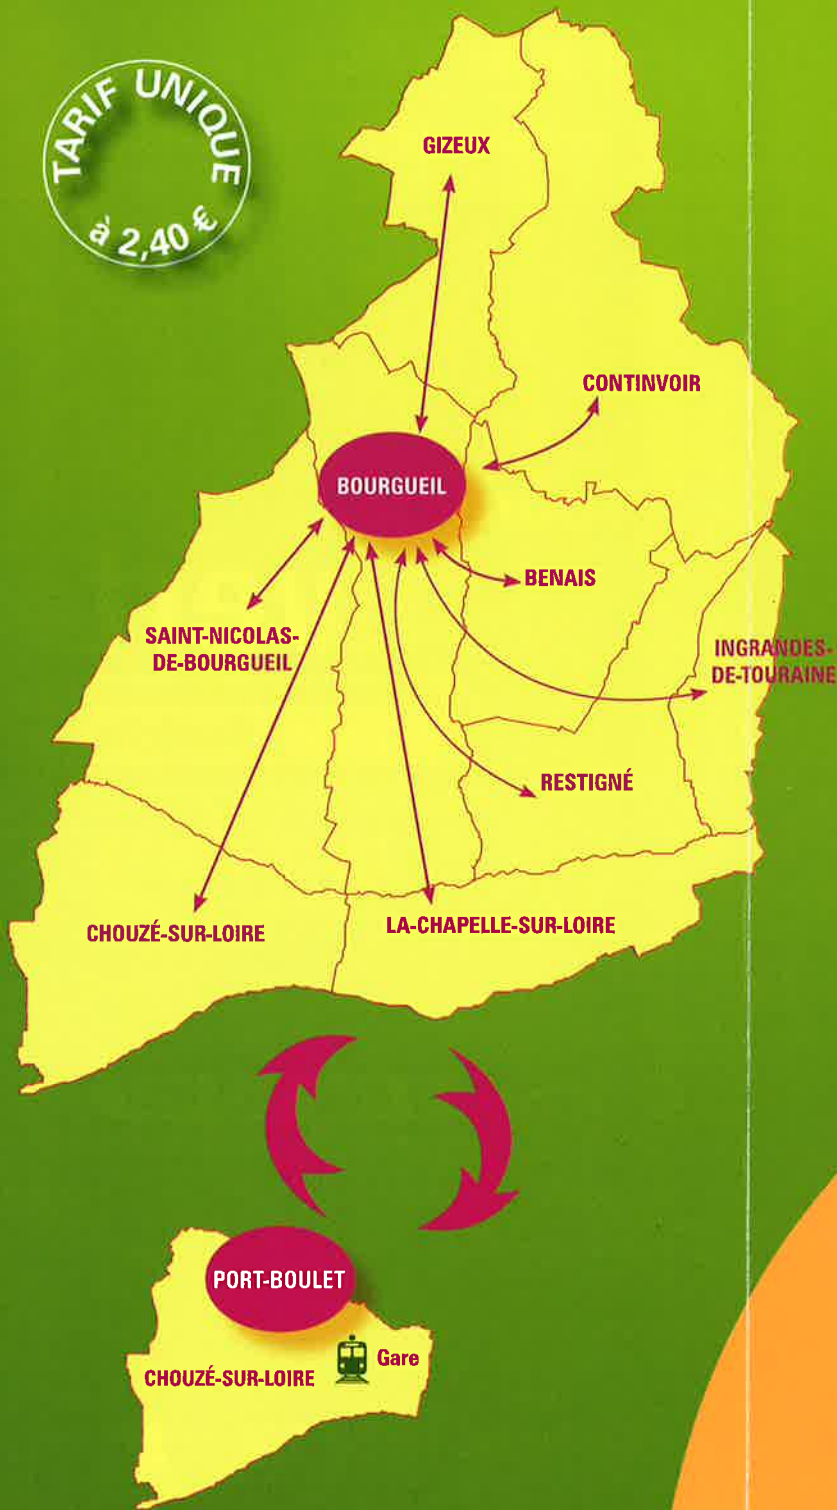 TARIF UNIQUE
à 2,40 €
GIZEUX
CONTINVOIR
BOURGUEIL
BENAIS
SAINT-NICOLAS-
DE-BOURGUEIL
INGRANDES-
DE-TOURAINE
RESTIGNÉ
CHOUZÉ-SUR-LOIRE
LA-CHAPELLE-SUR-LOIRE
PORT-BOULET
Gare
CHOUZÉ-SUR-LOIRE